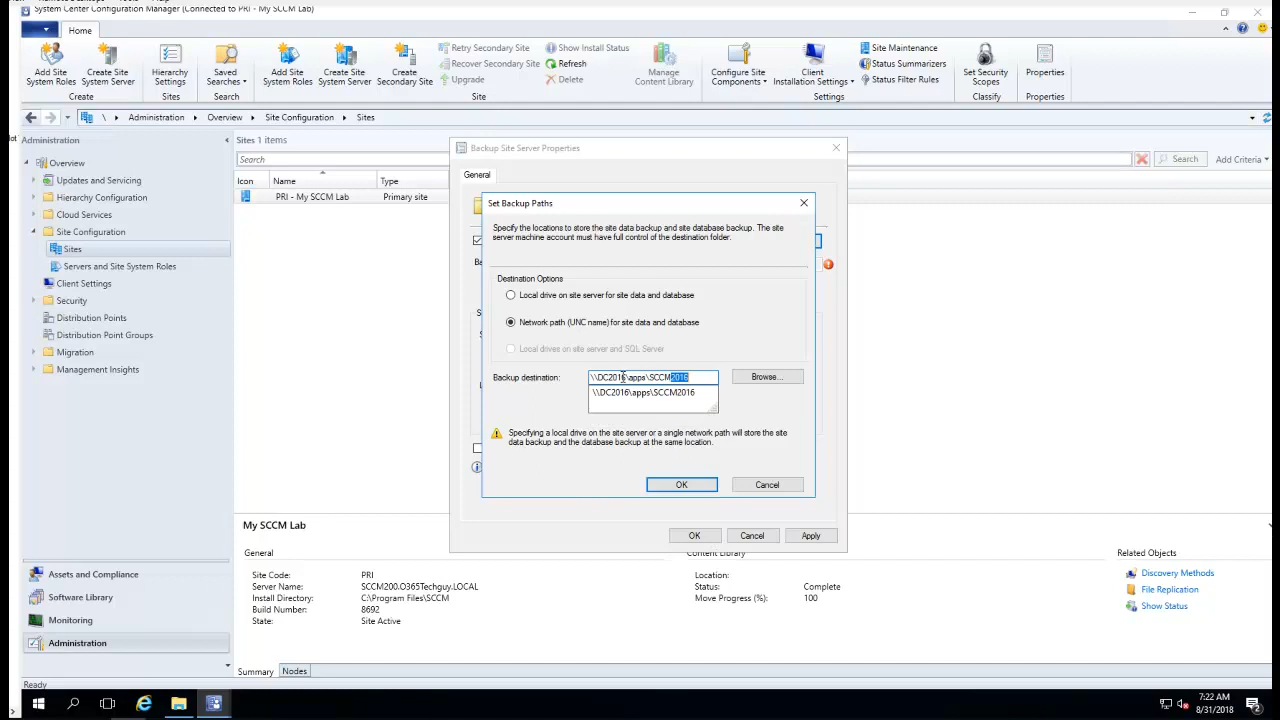 System Center Configuration Manager (Connected to PRI - My SCCM Lab)
Home
Add Site System Roles
Create Site System Server
Hierarchy Settings
Saved Searches
Add Site System Roles
Create Site System Server
Create Secondary Site
Retry Secondary Site
Recover Secondary Site
Upgrade
Show Install Status
Refresh
Delete
Manage Content Library
Configure Site Components
Client Installation Settings
Site Maintenance
Status Summarizers
Status Filter Rules
Set Security Scopes
Properties
Create
Sites
Search
Site
Settings
Classify
Properties
\ Administration Overview Site Configuration Sites
Administration
Overview
Updates and Servicing
Hierarchy Configuration
Cloud Services
Site Configuration
Sites
Servers and Site System Roles
Client Settings
Security
Distribution Points
Distribution Point Groups
Migration
Management Insights
Assets and Compliance
Software Library
Monitoring
Administration
Ready
Sites 1 items
Search
Search
Add Criteria
Icon Name Type
PRI - My SCCM Lab Primary site
Backup Site Server Properties
General
Set Backup Paths
Specify the locations to store the site data backup and site database backup. The site
server machine account must have full control of the destination folder.
Destination Options
Local drive on site server for site data and database
Network path (UNC name) for site data and database
Local drives on site server and SQL Server
Backup destination:
\\DC2016\apps\SCCM2016
Browse...
\\DC2016\apps\SCCM2016
Specifying a local drive on the site server or a single network path will store the site
data backup and the database backup at the same location.
OK
Cancel
OK
Cancel
Apply
My SCCM Lab
General
Site Code: PRI
Server Name: SCCM200.O365Techguy.LOCAL
Install Directory: C:\Program Files\SCCM
Build Number: 8692
State: Site Active
Content Library
Location:
Status: Complete
Move Progress (%): 100
Related Objects
Discovery Methods
File Replication
Show Status
Summary
Nodes
7:22 AM
8/31/2018
2